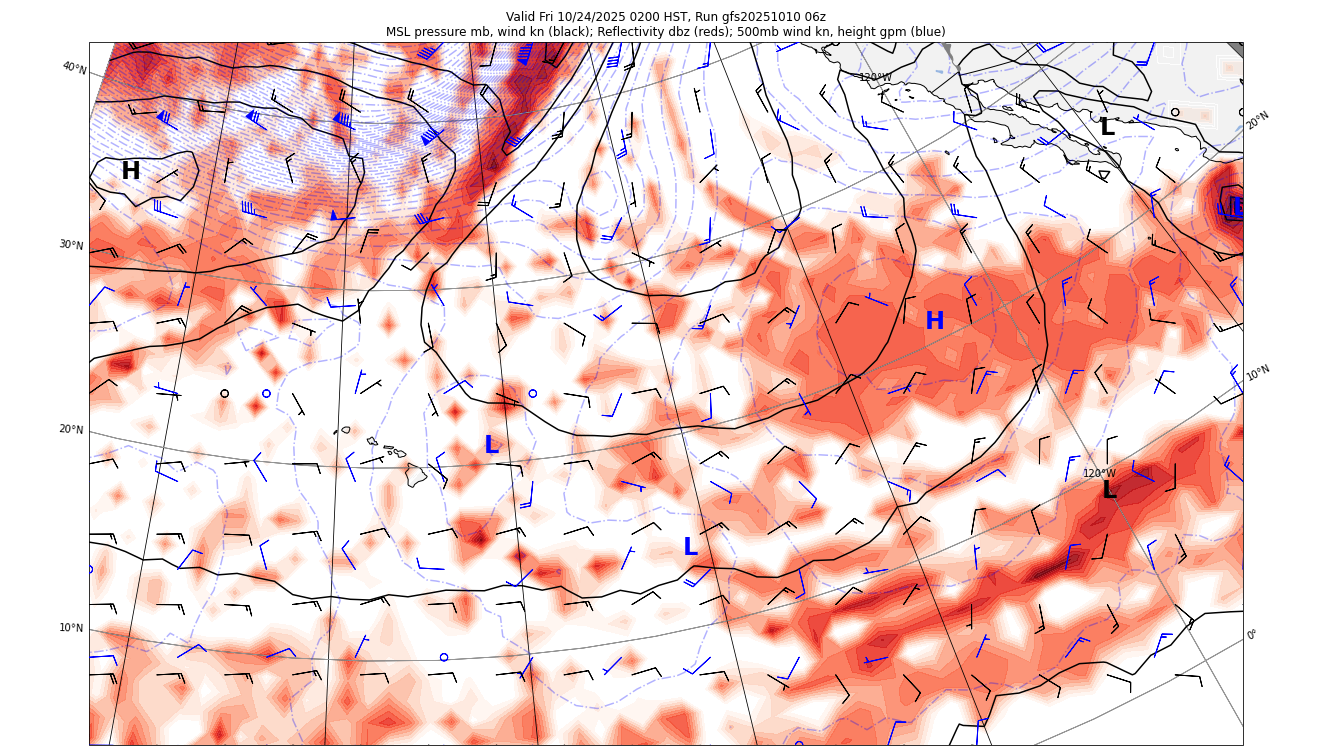 Valid Fri 10/24/2025 0200 HST, Run gfs20251010 06z
MSL pressure mb, wind kn (black); Reflectivity dbz (reds); 500mb wind kn, height gpm (blue)
40°N
120°W
20°N
L
H
30°N
H
10°N
20°N
L
120°W
L
L
10°N
0°